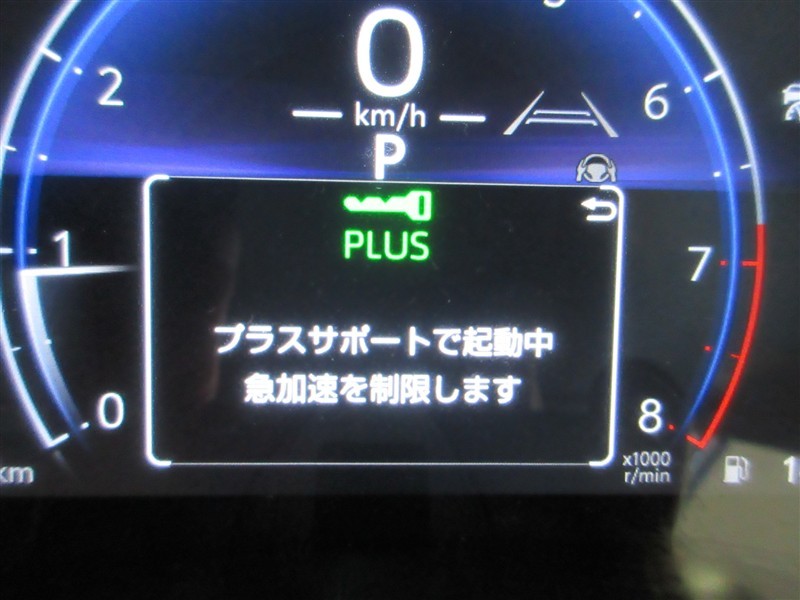 0
km/h
P
2
6
PLUS
1
7
プラスサポートで起動中
急加速を制限します
0
8
x1000
r/min
km